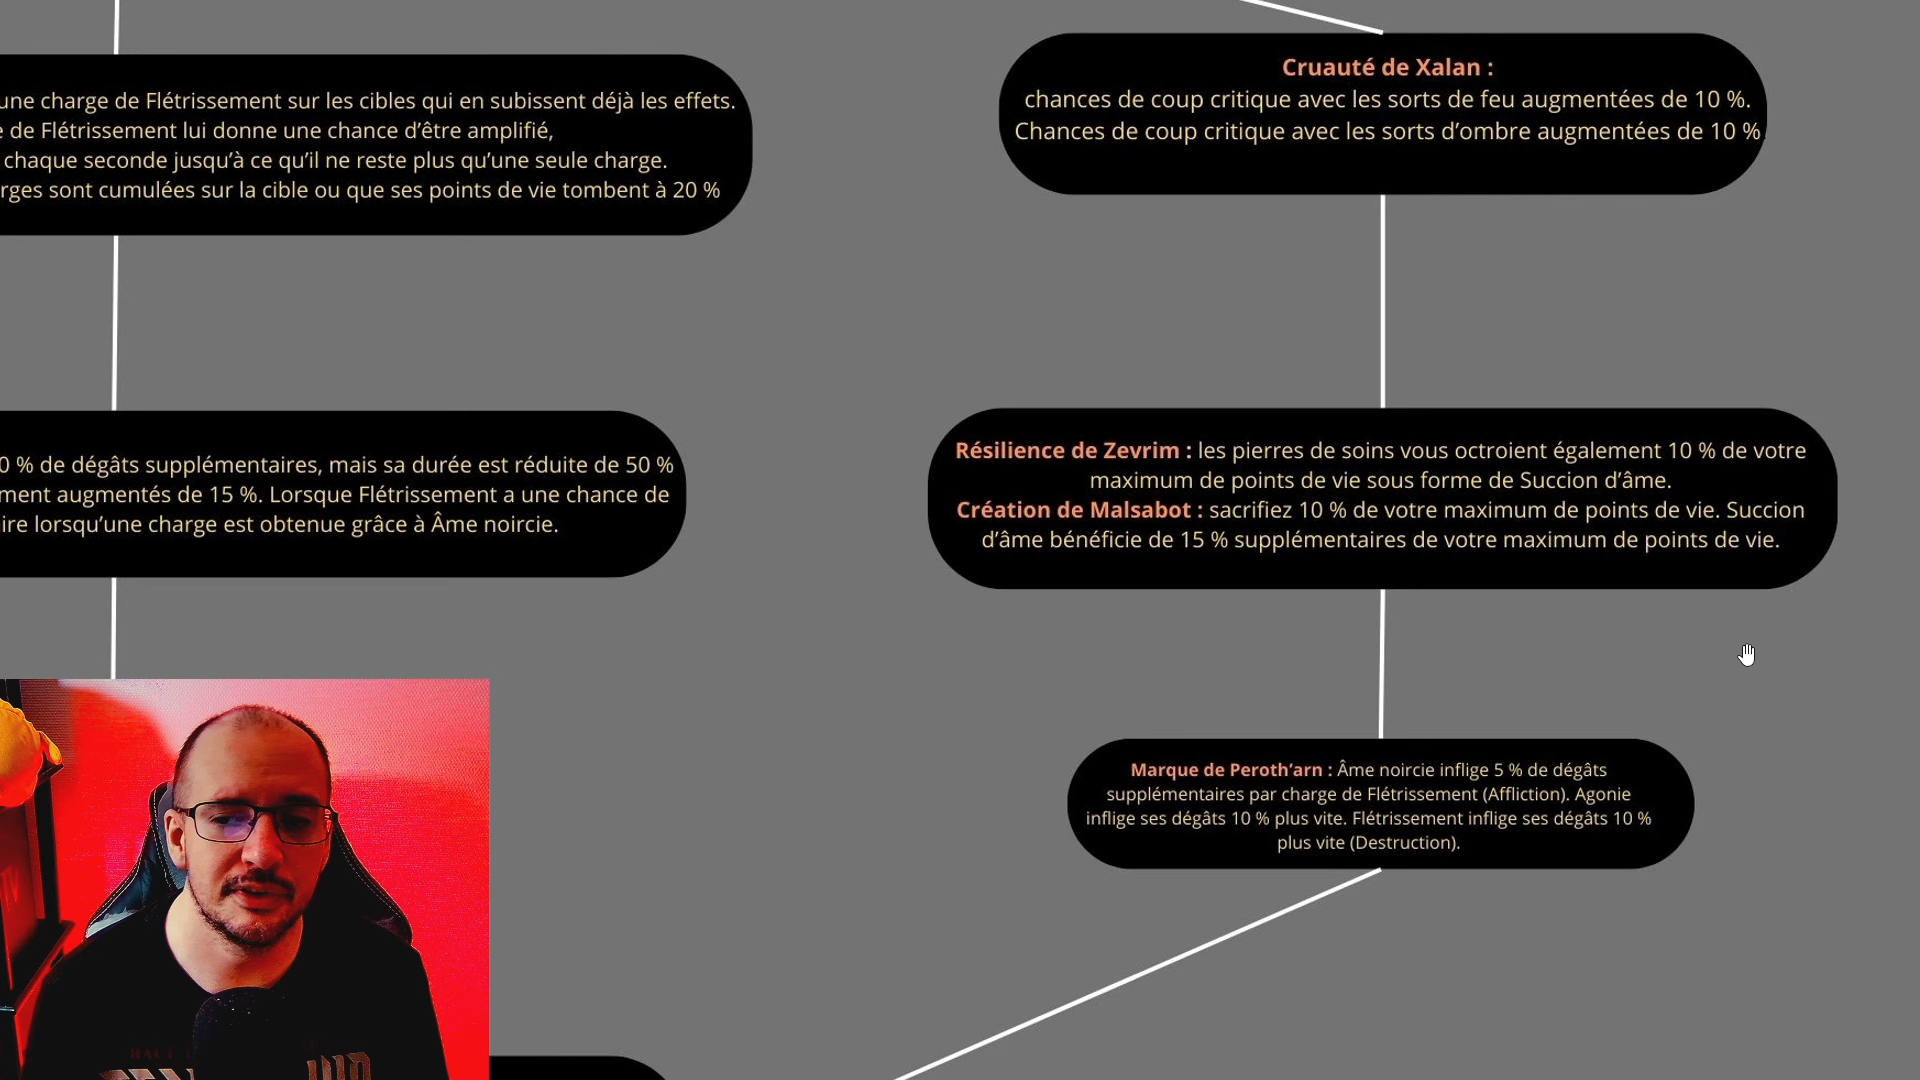 une charge de Flétrissement sur les cibles qui en subissent déjà les effets.
de Flétrissement lui donne une chance d’être amplifié,
chaque seconde jusqu’à ce qu’il ne reste plus qu’une seule charge.
sont cumulées sur la cible ou que ses points de vie tombent à 20 %
0 % de dégâts supplémentaires, mais sa durée est réduite de 50 %
augmentés de 15 %. Lorsque Flétrissement a une chance de
lorsqu’une charge est obtenue grâce à Âme noircie.
Cruauté de Xalan :
chances de coup critique avec les sorts de feu augmentées de 10 %.
Chances de coup critique avec les sorts d’ombre augmentées de 10 %.
Résilience de Zevrim : les pierres de soins vous octroient également 10 % de votre
maximum de points de vie sous forme de Succion d’âme.
Création de Malsabot : sacrifiez 10 % de votre maximum de points de vie. Succion
d’âme bénéficie de 15 % supplémentaires de votre maximum de points de vie.
Marque de Peroth’arn : Âme noircie inflige 5 % de dégâts
supplémentaires par charge de Flétrissement (Affliction). Agonie
inflige ses dégâts 10 % plus vite. Flétrissement inflige ses dégâts 10 %
plus vite (Destruction).